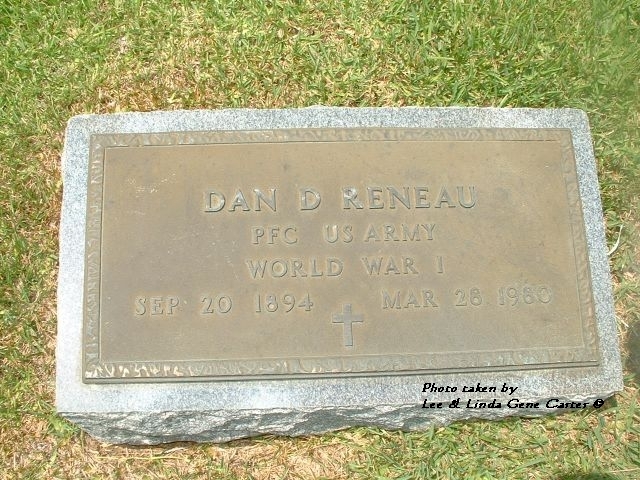 DAN D RENEAU
PFC US ARMY
WORLD WAR I
SEP 20 1894 MAR 28 1980
Photo taken by
Lee & Linda Gene Carter ©